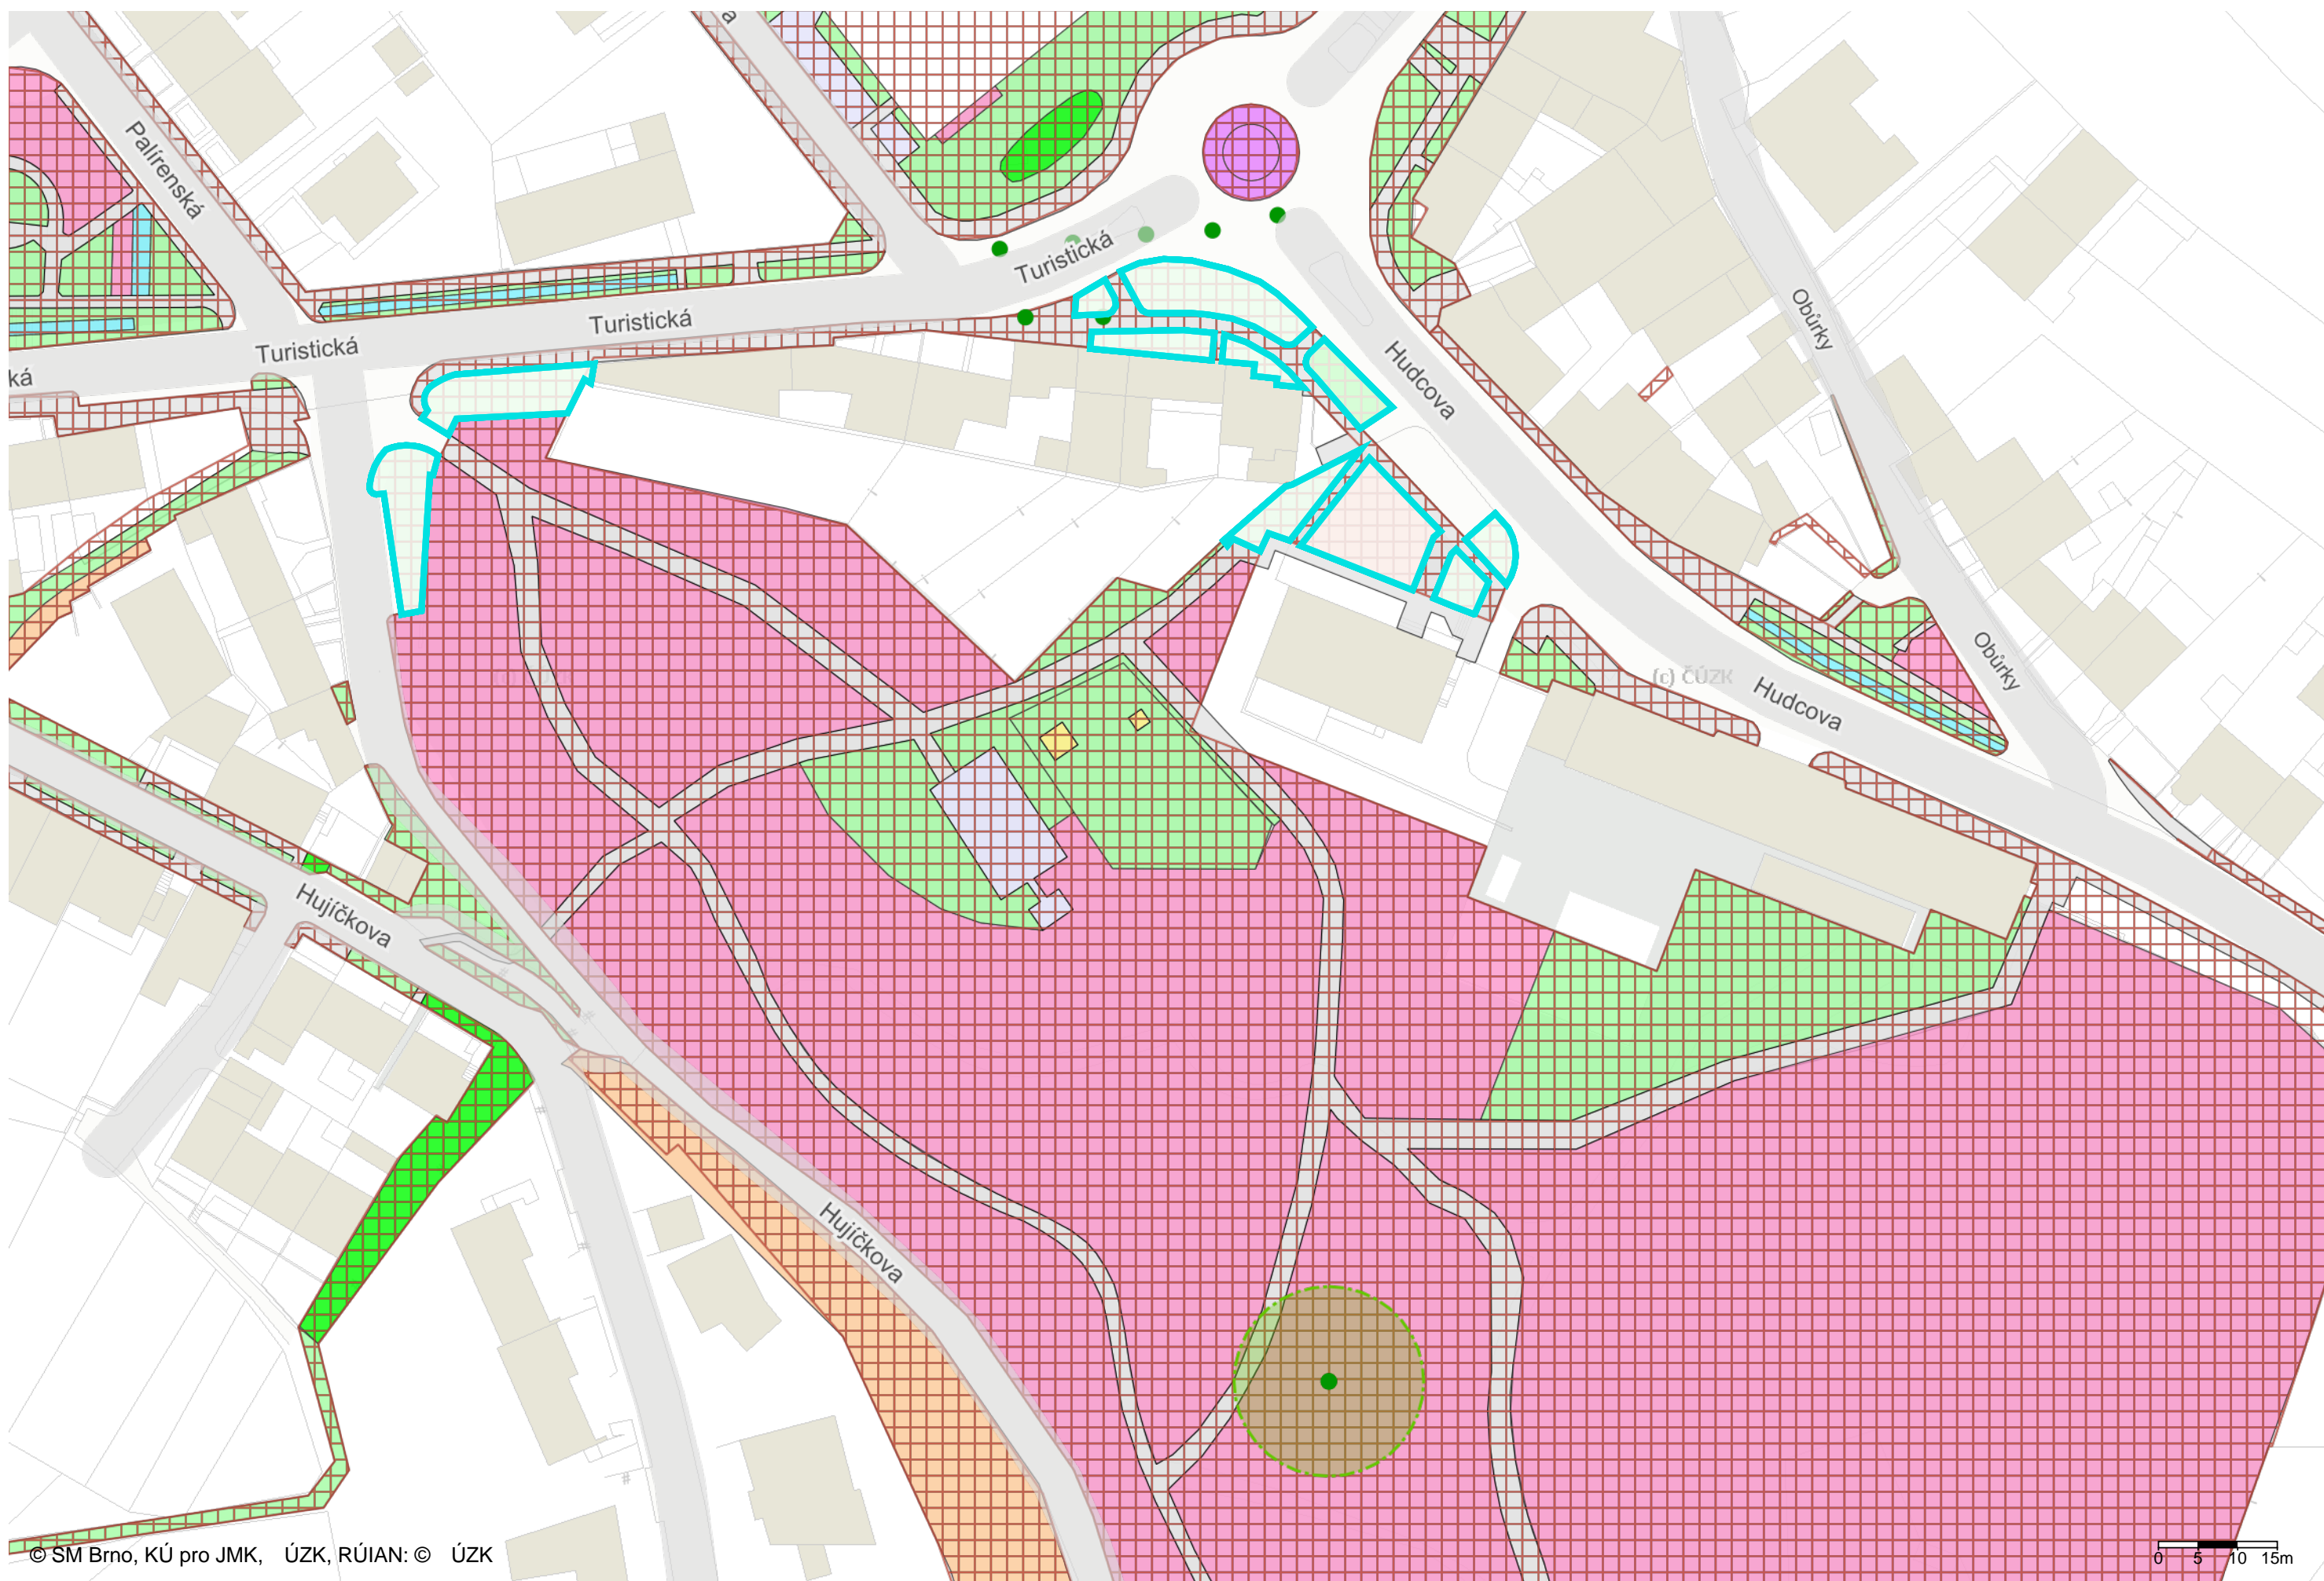 a
Palírenská
Turistická
Turistická
Turistická
ká
Hudcova
Obůrky
Obůrky
(c) ČÚZK
Hudcova
Hujíčkova
Hujíčkova
© SM Brno, KÚ pro JMK, ÚZK, RÚIAN: © ÚZK
0 5 10 15m